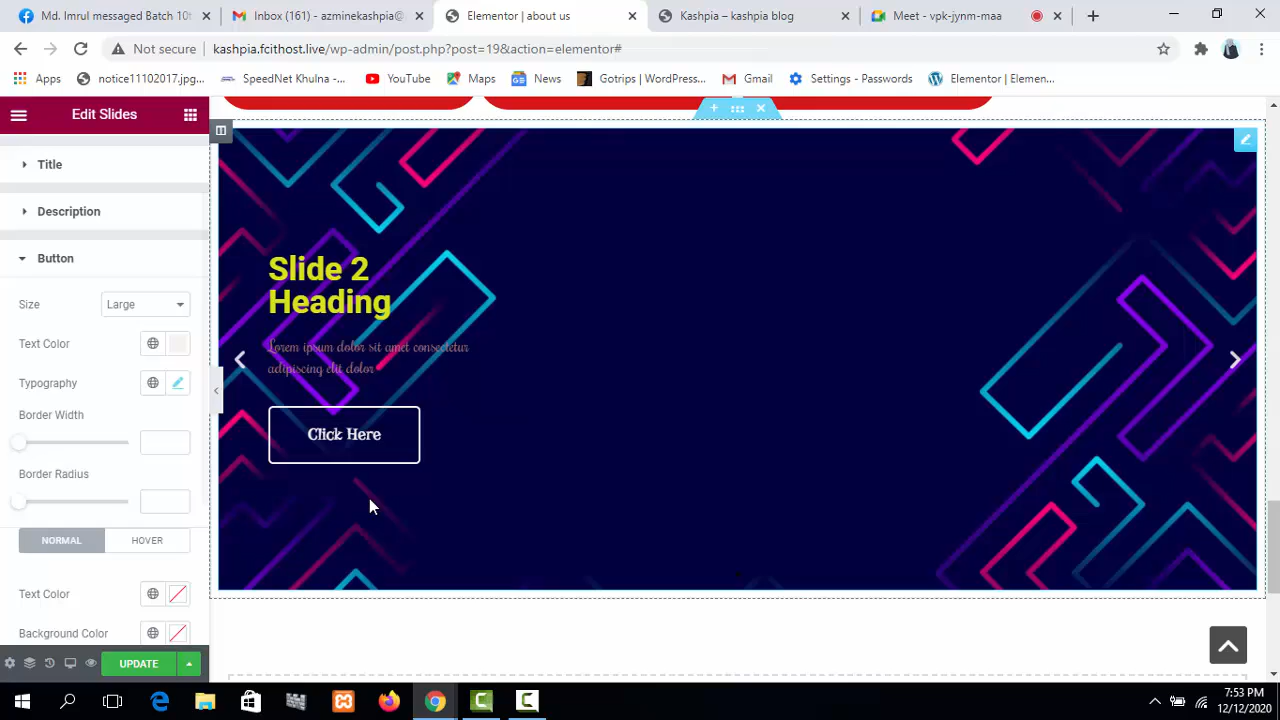 Md. Imrul messaged Batch 10t
Inbox (161) - azminekashpia@
Elementor | about us
Kashpia – kashpia blog
Meet - vpk-jynm-maa
Not secure
kashpia.fcithost.live/wp-admin/post.php?post=19&action=elementor#
Apps
notice11102017.jpg...
SpeedNet Khulna -...
YouTube
Maps
News
Gotrips | WordPress...
Gmail
Settings - Passwords
Elementor | Elemen...
Edit Slides
Title
Description
Button
Size
Large
Text Color
Typography
Border Width
Border Radius
NORMAL
HOVER
Text Color
Background Color
UPDATE
Slide 2
Heading
Lorem ipsum dolor sit amet consectetur
adipiscing elit dolor
Click Here
7:53 PM
12/12/2020